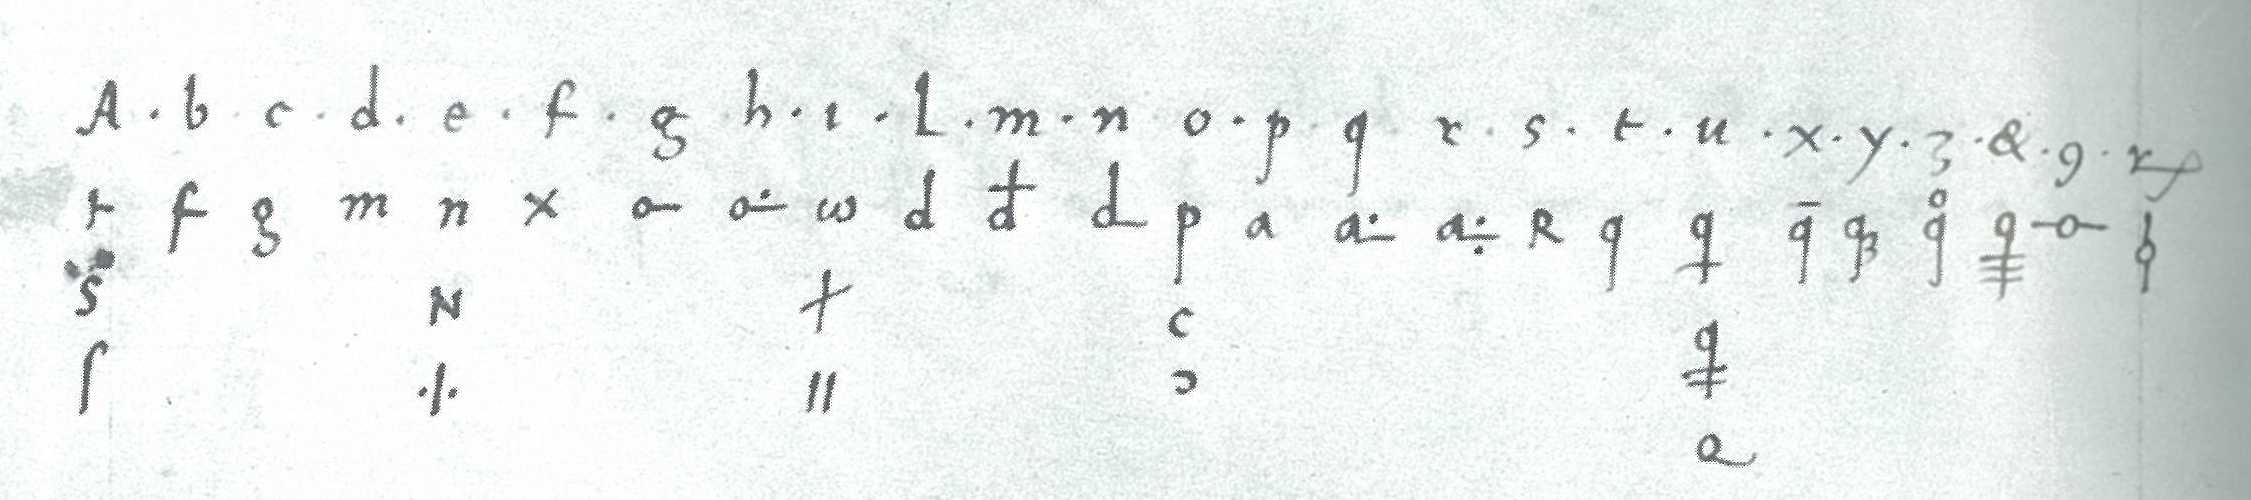 A · b · c · d · e · f · g · h · ı · L · m · n o · p · q · r · s · t · u · x · y · ʒ · & · 9 ·
t f g m n x o- ω d đ d p a R q q q̄ q q̊ q -o-
s N + c q
ſ ·/· || ɔ q
a